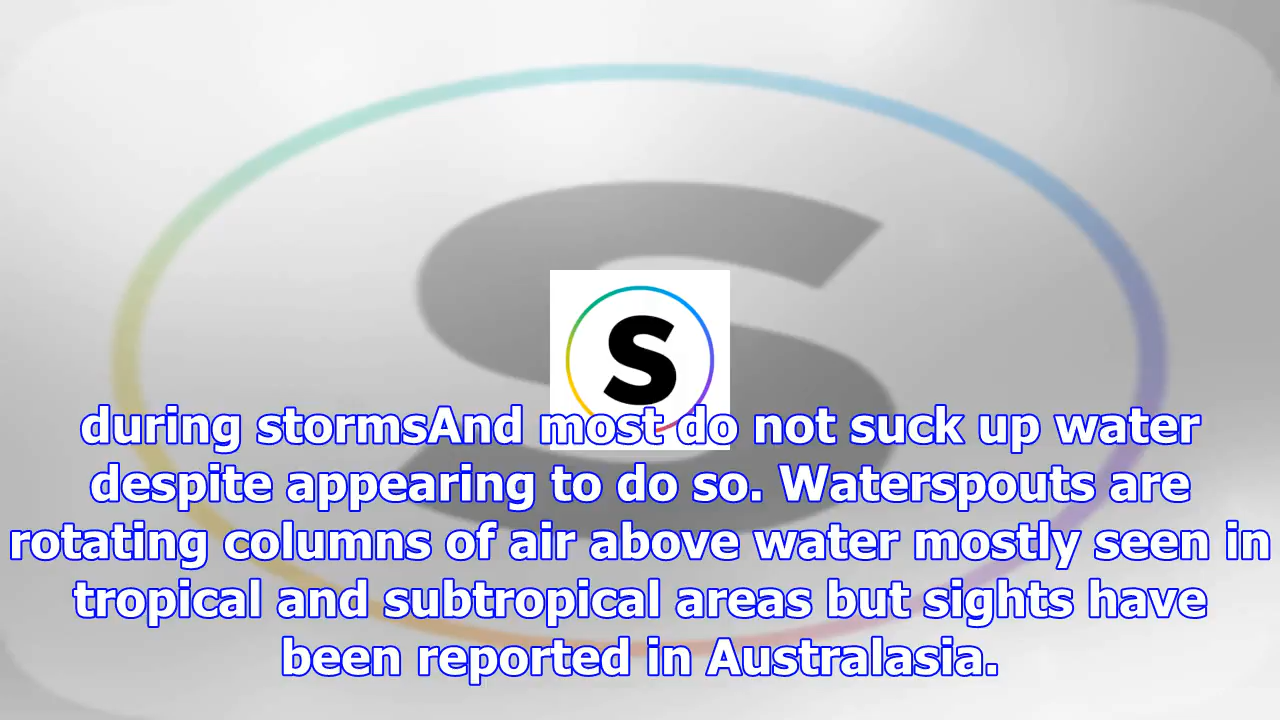 S
during stormsAnd most do not suck up water
despite appearing to do so. Waterspouts are
rotating columns of air above water mostly seen in
tropical and subtropical areas but sights have
been reported in Australasia.